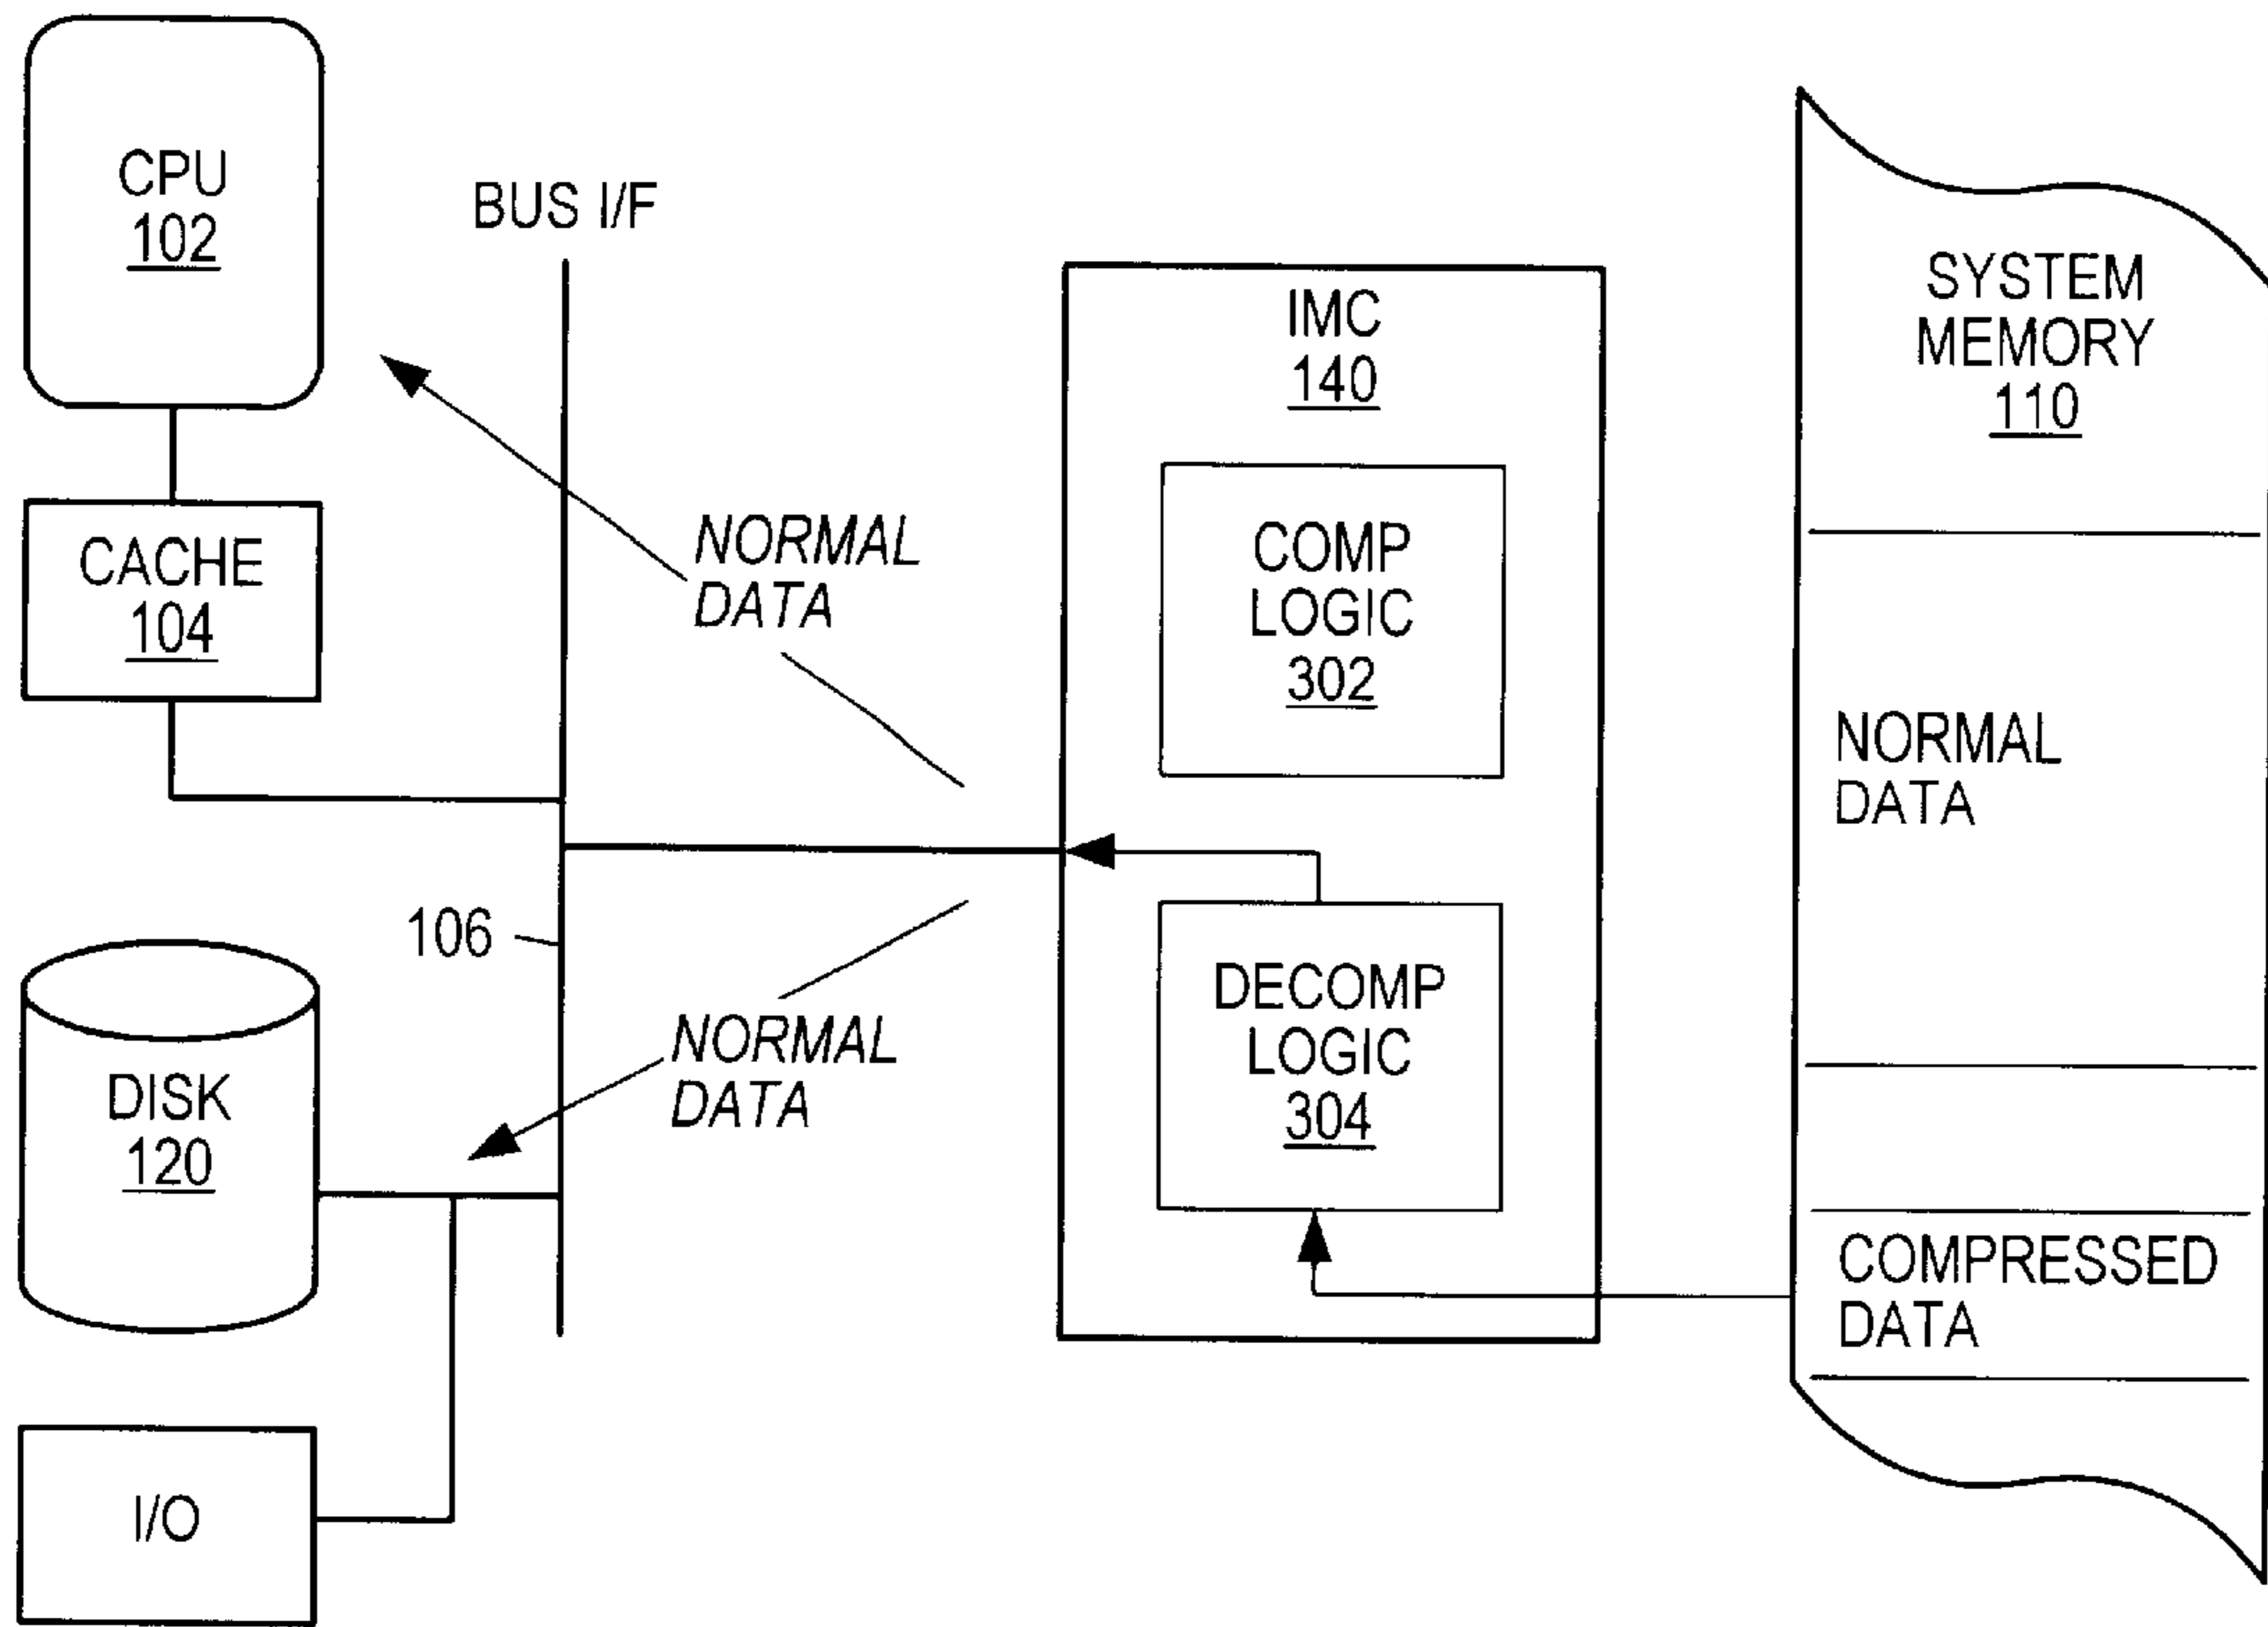 CPU
102
BUS I/F
CACHE
104
NORMAL
DATA
106
DISK
120
NORMAL
DATA
I/O
IMC
140
COMP
LOGIC
302
DECOMP
LOGIC
304
SYSTEM
MEMORY
110
NORMAL
DATA
COMPRESSED
DATA